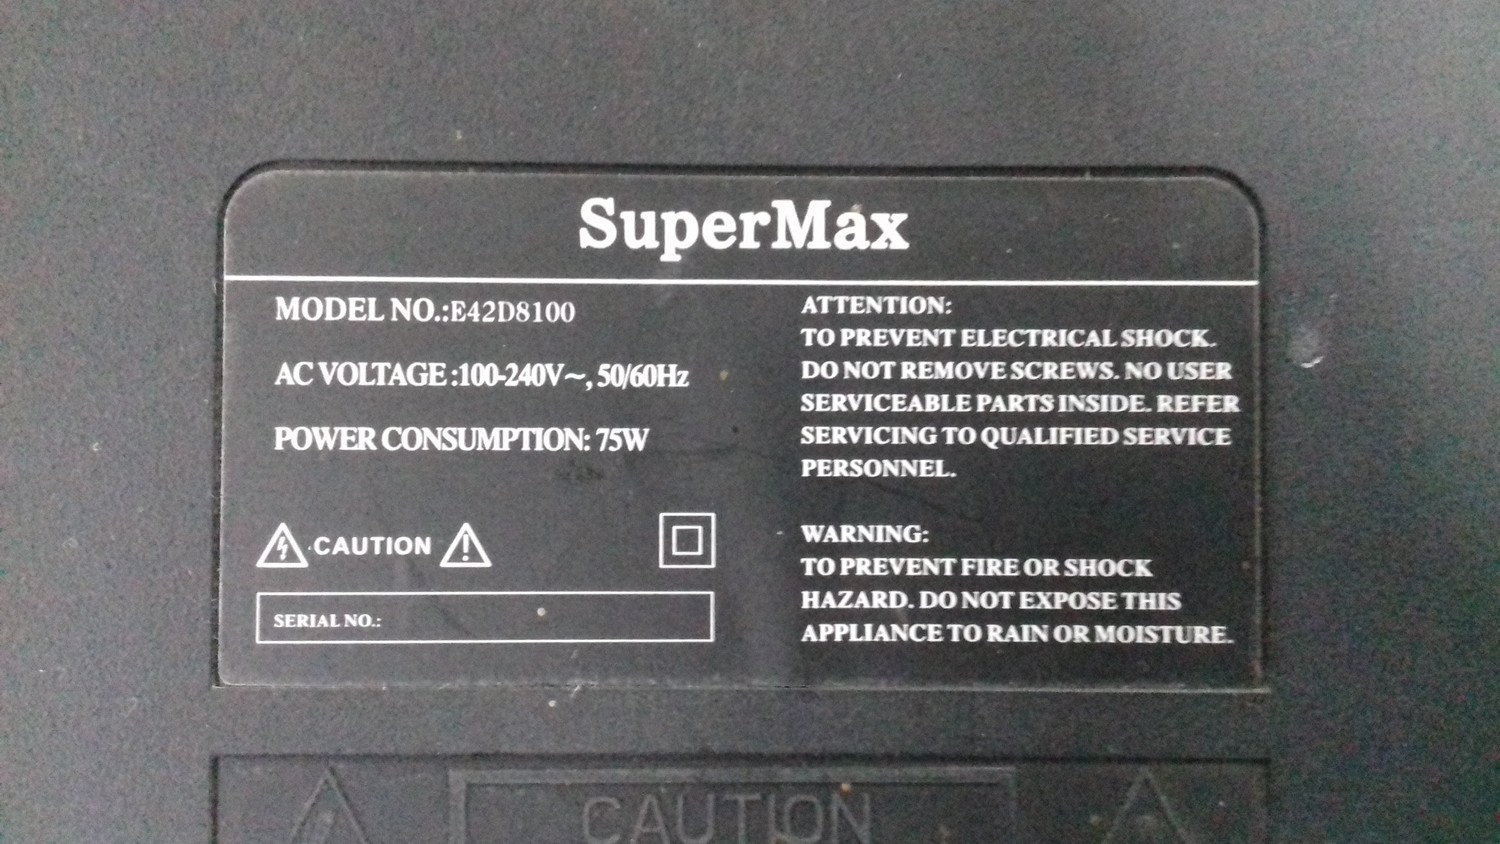 SuperMax
MODEL NO.:E42D8100
AC VOLTAGE :100-240V~, 50/60Hz
POWER CONSUMPTION: 75W
CAUTION
SERIAL NO.:
ATTENTION:
TO PREVENT ELECTRICAL SHOCK.
DO NOT REMOVE SCREWS. NO USER
SERVICEABLE PARTS INSIDE. REFER
SERVICING TO QUALIFIED SERVICE
PERSONNEL.
WARNING:
TO PREVENT FIRE OR SHOCK
HAZARD. DO NOT EXPOSE THIS
APPLIANCE TO RAIN OR MOISTURE.
CAUTION